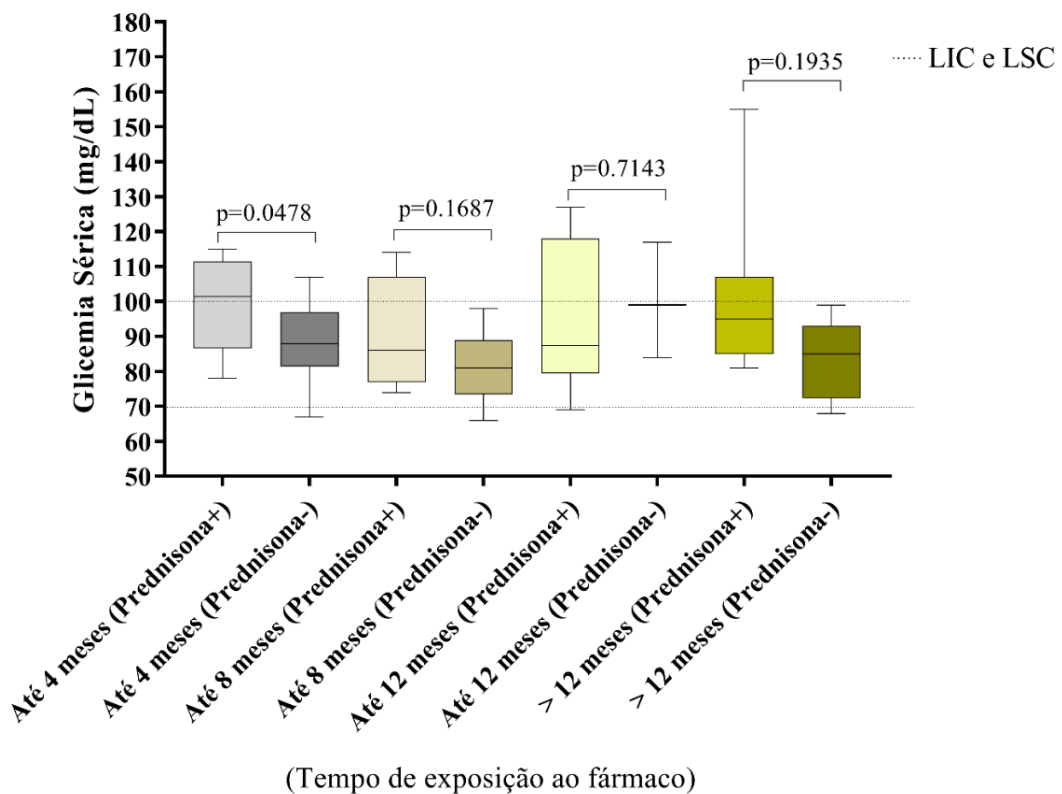 180
170
160
150
140
130
120
110
100
90
80
70
60
50
Glicemia Sérica (mg/dL)
p=0.0478
p=0.1687
p=0.7143
p=0.1935
LIC e LSC
Até 4 meses (Prednisona+)
Até 4 meses (Prednisona-)
Até 8 meses (Prednisona+)
Até 8 meses (Prednisona-)
Até 12 meses (Prednisona+)
Até 12 meses (Prednisona-)
> 12 meses (Prednisona+)
> 12 meses (Prednisona-)
(Tempo de exposição ao fármaco)